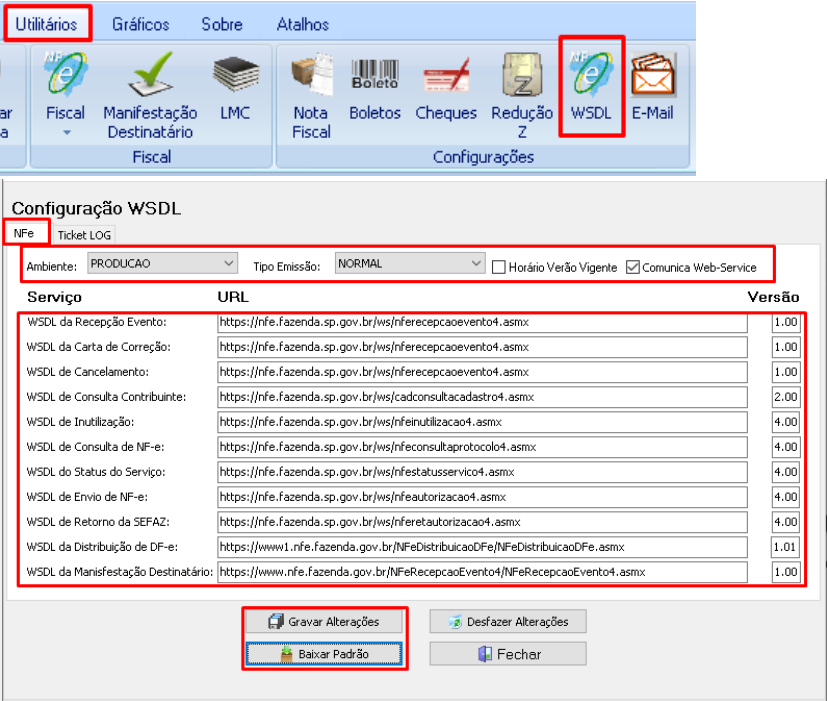 Utilitários Gráficos Sobre Atalhos
ar Fiscal Manifestação LMC Nota Boletos Cheques Redução WSDL E-Mail
a Destinatário Fiscal Z
Fiscal Configurações
Configuração WSDL
NFe Ticket LOG
Ambiente: PRODUCAO Tipo Emissão: NORMAL Horário Verão Vigente Comunica Web-Service
Serviço URL Versão
WSDL da Recepção Evento: https://nfe.fazenda.sp.gov.br/ws/nferecepcaoevento4.asmx 1.00
WSDL da Carta de Correção: https://nfe.fazenda.sp.gov.br/ws/nferecepcaoevento4.asmx 1.00
WSDL de Cancelamento: https://nfe.fazenda.sp.gov.br/ws/nferecepcaoevento4.asmx 1.00
WSDL de Consulta Contribuinte: https://nfe.fazenda.sp.gov.br/ws/cadconsultacadastro4.asmx 2.00
WSDL de Inutilização: https://nfe.fazenda.sp.gov.br/ws/nfeinutilizacao4.asmx 4.00
WSDL de Consulta de NF-e: https://nfe.fazenda.sp.gov.br/ws/nfeconsultaprotocolo4.asmx 4.00
WSDL do Status do Serviço: https://nfe.fazenda.sp.gov.br/ws/nfestatusservico4.asmx 4.00
WSDL de Envio de NF-e: https://nfe.fazenda.sp.gov.br/ws/nfeautorizacao4.asmx 4.00
WSDL de Retorno da SEFAZ: https://nfe.fazenda.sp.gov.br/ws/nferetautorizacao4.asmx 4.00
WSDL da Distribuição de DF-e: https://www1.nfe.fazenda.gov.br/NFeDistribuicaoDFe/NFeDistribuicaoDFe.asmx 1.01
WSDL da Manisfestação Destinatário: https://www.nfe.fazenda.gov.br/NFeRecepcaoEvento4/NFeRecepcaoEvento4.asmx 1.00
Gravar Alterações Desfazer Alterações
Baixar Padrão Fechar